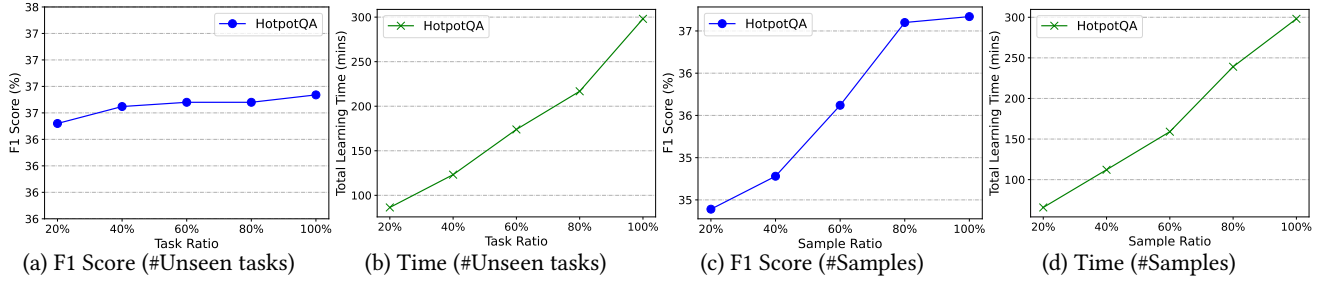 38
37
37
37
37
36
36
36
36
F1 Score (%)
HotpotQA
20% 40% 60% 80% 100%
Task Ratio
(a) F1 Score (#Unseen tasks)
300
250
200
150
100
Total Learning Time (mins)
HotpotQA
20% 40% 60% 80% 100%
Task Ratio
(b) Time (#Unseen tasks)
37
36
36
35
35
F1 Score (%)
HotpotQA
20% 40% 60% 80% 100%
Sample Ratio
(c) F1 Score (#Samples)
300
250
200
150
100
Total Learning Time (mins)
HotpotQA
20% 40% 60% 80% 100%
Sample Ratio
(d) Time (#Samples)